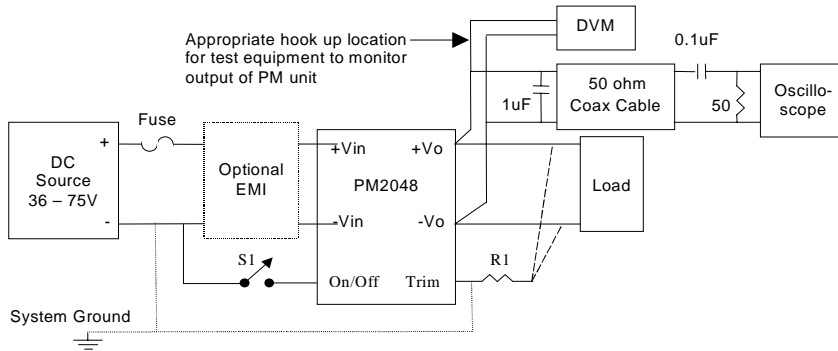 Appropriate hook up location
for test equipment to monitor
output of PM unit
DVM
0.1uF
1uF
50 ohm
Coax Cable
50
Oscillo-
scope
Fuse
DC
Source
36 – 75V
+
-
Optional
EMI
+Vin
+Vo
PM2048
-Vin
-Vo
On/Off
Trim
Load
S1
R1
System Ground